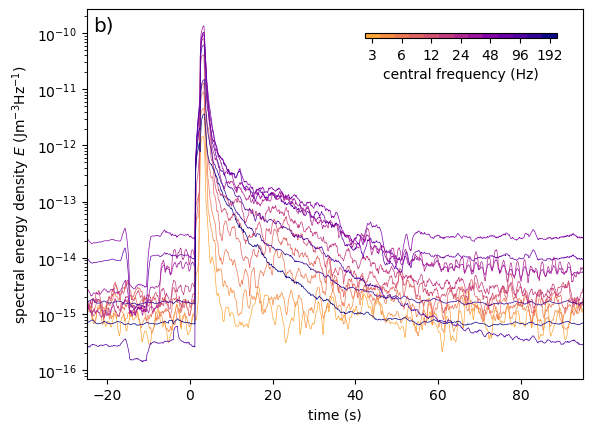 b)
3 6 12 24 48 96 192
central frequency (Hz)
spectral energy density E (Jm⁻³Hz⁻¹)
10⁻¹⁰
10⁻¹¹
10⁻¹²
10⁻¹³
10⁻¹⁴
10⁻¹⁵
10⁻¹⁶
−20 0 20 40 60 80
time (s)